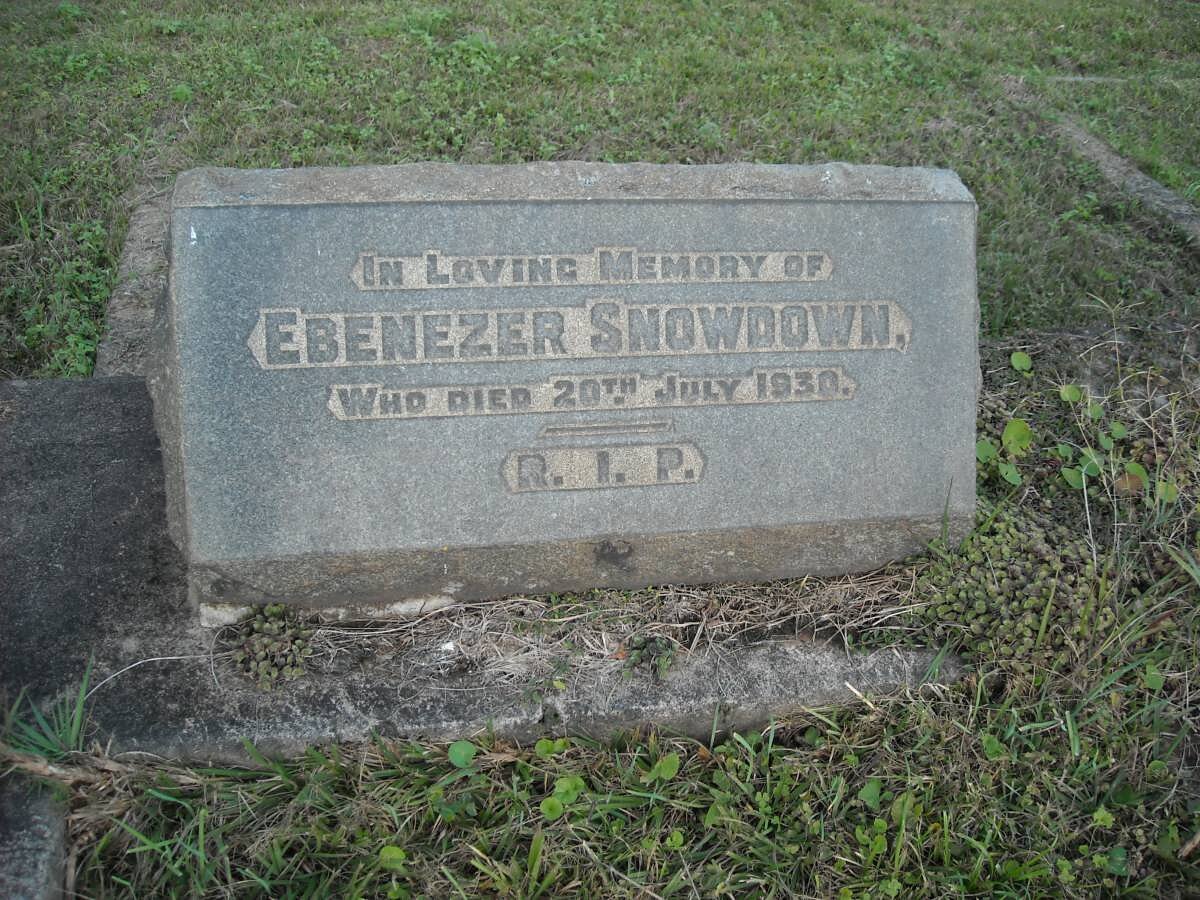 In Loving Memory of
Ebenezer Snowdown,
Who died 20TH July 1930.
R. I. P.